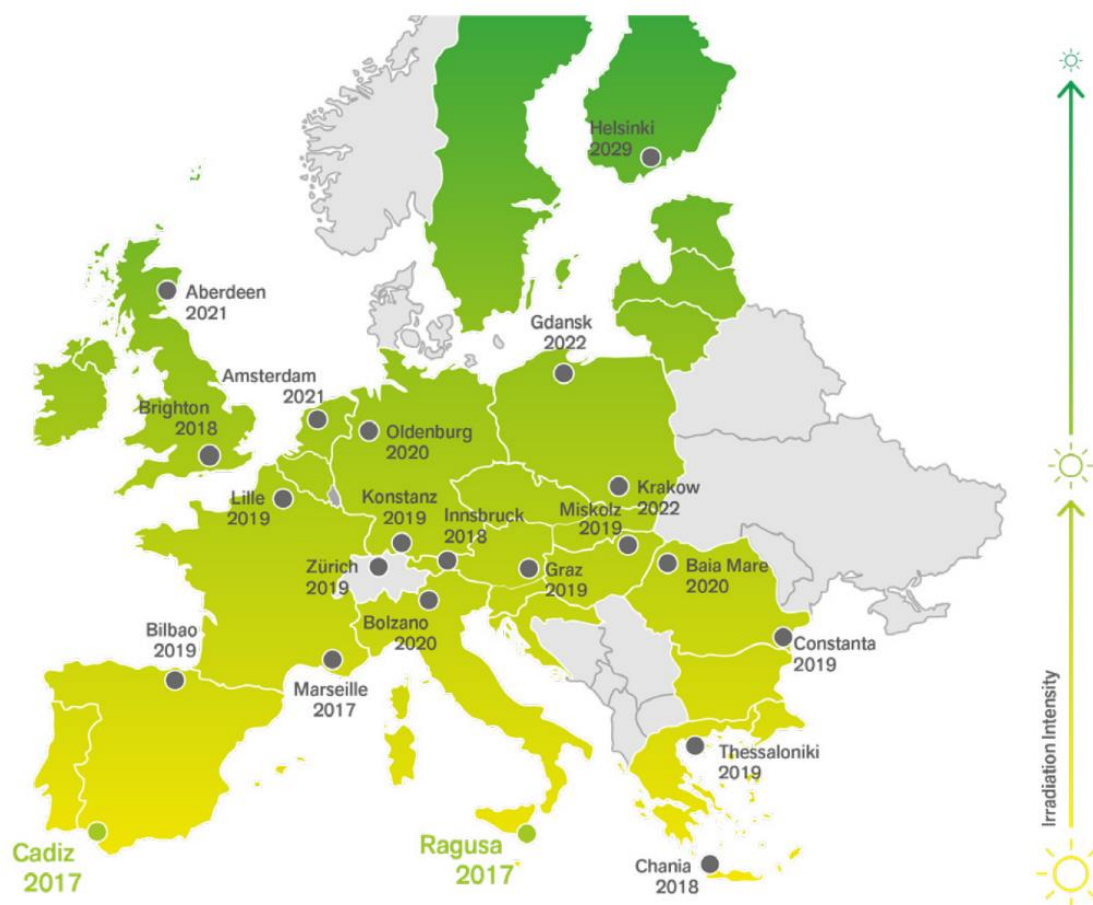 Helsinki
2029
Aberdeen
2021
Gdansk
2022
Amsterdam
2021
Brighton
2018
Oldenburg
2020
Lille
2019
Konstanz
2019
Innsbruck
2018
Miskolz
2019
Krakow
2022
Zürich
2019
Graz
2019
Baia Mare
2020
Bolzano
2020
Bilbao
2019
Constanta
2019
Marseille
2017
Thessaloniki
2019
Cadiz
2017
Ragusa
2017
Chania
2018
Irradiation Intensity